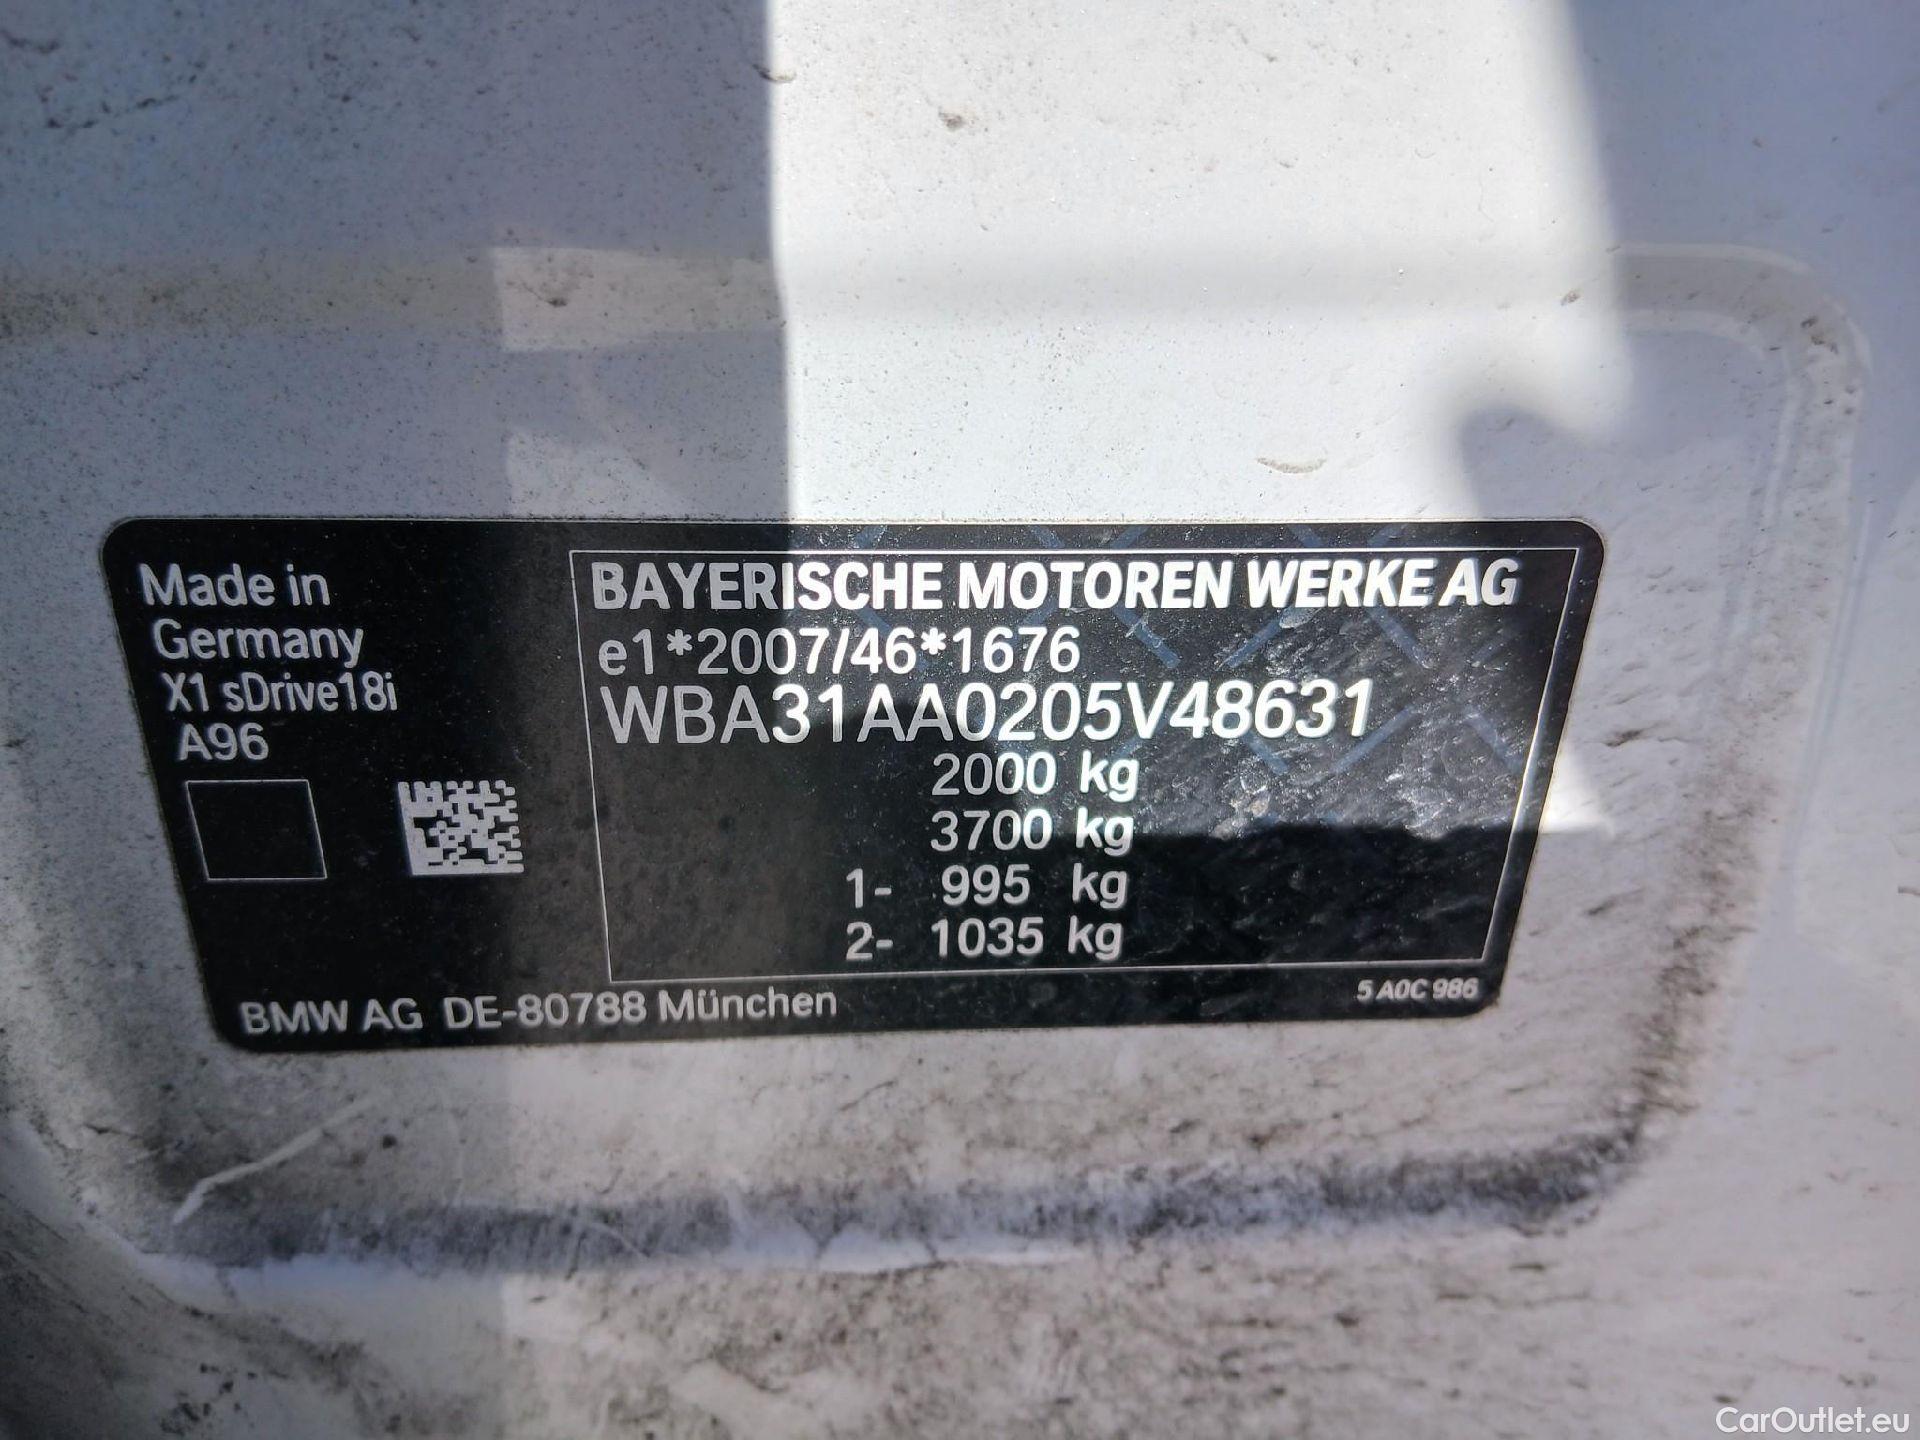 Made in
Germany
X1 sDrive18i
A96
BAYERISCHE MOTOREN WERKE AG
e1*2007/46*1676
WBA31AA0205V48631
2000 kg
3700 kg
1- 995 kg
2- 1035 kg
BMW AG DE-80788 München
5 A0C 986
CarOutlet.eu